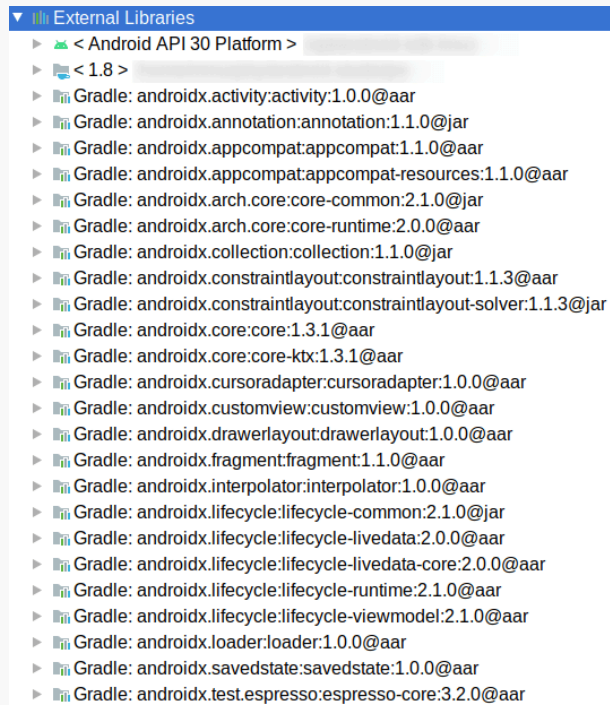 External Libraries
< Android API 30 Platform >
< 1.8 >
Gradle: androidx.activity:activity:1.0.0@aar
Gradle: androidx.annotation:annotation:1.1.0@jar
Gradle: androidx.appcompat:appcompat:1.1.0@aar
Gradle: androidx.appcompat:appcompat-resources:1.1.0@aar
Gradle: androidx.arch.core:core-common:2.1.0@jar
Gradle: androidx.arch.core:core-runtime:2.0.0@aar
Gradle: androidx.collection:collection:1.1.0@jar
Gradle: androidx.constraintlayout:constraintlayout:1.1.3@aar
Gradle: androidx.constraintlayout:constraintlayout-solver:1.1.3@jar
Gradle: androidx.core:core:1.3.1@aar
Gradle: androidx.core:core-ktx:1.3.1@aar
Gradle: androidx.cursoradapter:cursoradapter:1.0.0@aar
Gradle: androidx.customview:customview:1.0.0@aar
Gradle: androidx.drawerlayout:drawerlayout:1.0.0@aar
Gradle: androidx.fragment:fragment:1.1.0@aar
Gradle: androidx.interpolator:interpolator:1.0.0@aar
Gradle: androidx.lifecycle:lifecycle-common:2.1.0@jar
Gradle: androidx.lifecycle:lifecycle-livedata:2.0.0@aar
Gradle: androidx.lifecycle:lifecycle-livedata-core:2.0.0@aar
Gradle: androidx.lifecycle:lifecycle-runtime:2.1.0@aar
Gradle: androidx.lifecycle:lifecycle-viewmodel:2.1.0@aar
Gradle: androidx.loader:loader:1.0.0@aar
Gradle: androidx.savedstate:savedstate:1.0.0@aar
Gradle: androidx.test.espresso:espresso-core:3.2.0@aar